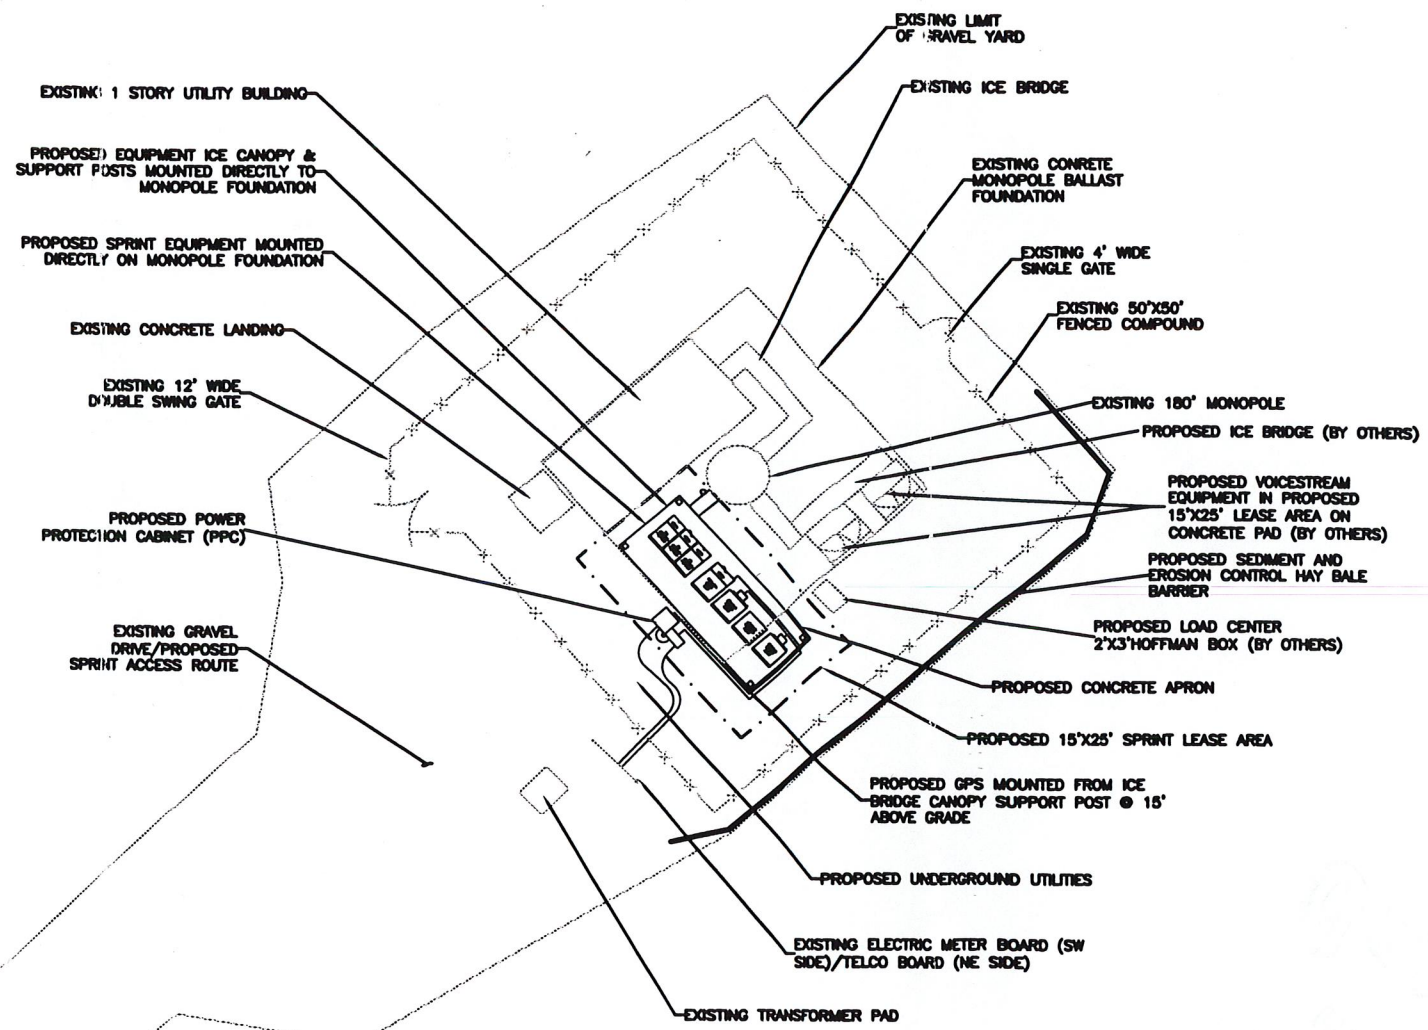 EXISTING LIMIT
OF GRAVEL YARD
EXISTING ICE BRIDGE
EXISTING 1 STORY UTILITY BUILDING
PROPOSED EQUIPMENT ICE CANOPY &
SUPPORT POSTS MOUNTED DIRECTLY TO
MONOPOLE FOUNDATION
EXISTING CONRETE
MONOPOLE BALLAST
FOUNDATION
PROPOSED SPRINT EQUIPMENT MOUNTED
DIRECTLY ON MONOPOLE FOUNDATION
EXISTING 4' WIDE
SINGLE GATE
EXISTING CONCRETE LANDING
EXISTING 50'X50'
FENCED COMPOUND
EXISTING 12' WIDE
DOUBLE SWING GATE
EXISTING 180' MONOPOLE
PROPOSED ICE BRIDGE (BY OTHERS)
PROPOSED VOICESTREAM
EQUIPMENT IN PROPOSED
15'X25' LEASE AREA ON
CONCRETE PAD (BY OTHERS)
PROPOSED POWER
PROTECTION CABINET (PPC)
PROPOSED SEDIMENT AND
EROSION CONTROL HAY BALE
BARRIER
PROPOSED LOAD CENTER
2'X3'HOFFMAN BOX (BY OTHERS)
EXISTING GRAVEL
DRIVE/PROPOSED
SPRINT ACCESS ROUTE
PROPOSED CONCRETE APRON
PROPOSED 15'X25' SPRINT LEASE AREA
PROPOSED GPS MOUNTED FROM ICE
BRIDGE CANOPY SUPPORT POST @ 15'
ABOVE GRADE
PROPOSED UNDERGROUND UTILITIES
EXISTING ELECTRIC METER BOARD (SW
SIDE)/TELCO BOARD (NE SIDE)
EXISTING TRANSFORMER PAD